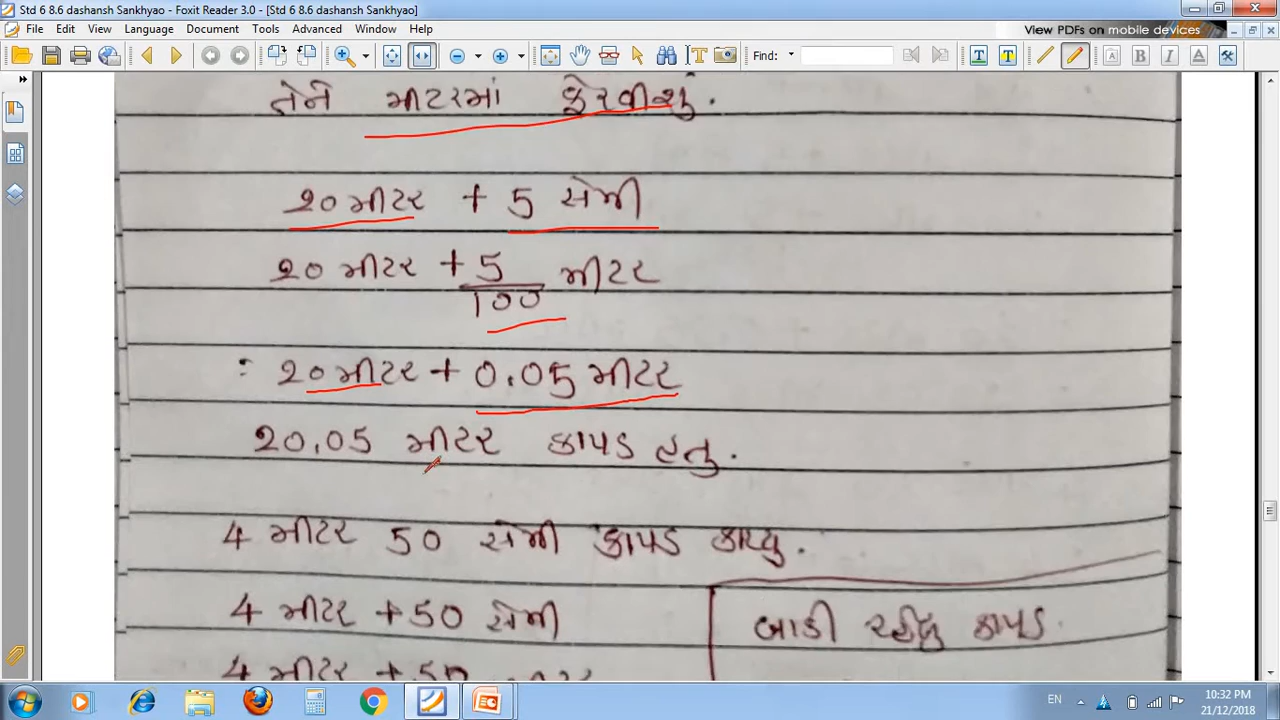 Std 6 8.6 dashansh Sankhyao - Foxit Reader 3.0 - [Std 6 8.6 dashansh Sankhyao]
File Edit View Language Document Tools Advanced Window Help
View PDFs on mobile devices
Find:
તેને મીટરમાં ફેરવીશું.
20 મીટર + 5 સેમી
20 મીટર + 5/100 મીટર
: 20 મીટર + 0.05 મીટર
20.05 મીટર કાપડ હતુ.
4 મીટર 50 સેમી કાપડ કાપ્યુ.
4 મીટર + 50 સેમી
બાકી રહેલુ કાપડ
4 મીટર + 50
EN
10:32 PM
21/12/2018